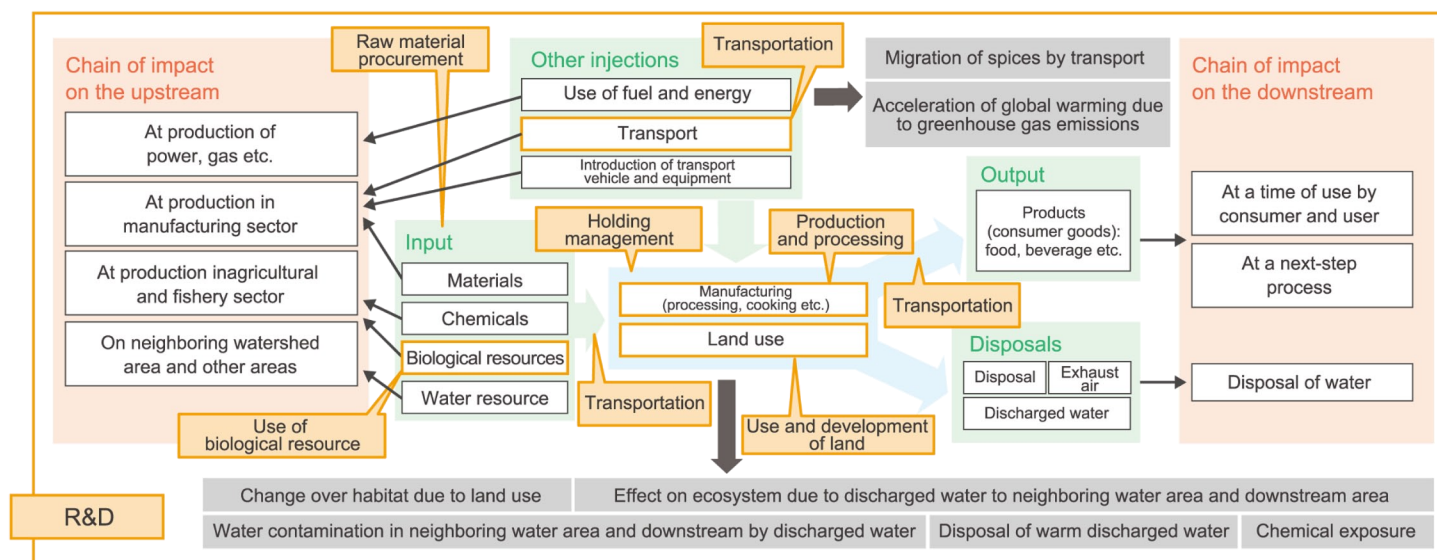 Chain of impact
on the upstream
At production of
power, gas etc.
At production in
manufacturing sector
At production inagricultural
and fishery sector
On neighboring watershed
area and other areas
Raw material
procurement
Input
Materials
Chemicals
Biological resources
Water resource
Use of
biological resource
Other injections
Use of fuel and energy
Transport
Introduction of transport
vehicle and equipment
Transportation
Migration of spices by transport
Acceleration of global warming due
to greenhouse gas emissions
Holding
management
Production
and processing
Manufacturing
(processing, cooking etc.)
Land use
Transportation
Use and development
of land
Transportation
Output
Products
(consumer goods):
food, beverage etc.
Disposals
Disposal
Exhaust
air
Discharged water
Chain of impact
on the downstream
At a time of use by
consumer and user
At a next-step
process
Disposal of water
R&D
Change over habitat due to land use
Effect on ecosystem due to discharged water to neighboring water area and downstream area
Water contamination in neighboring water area and downstream by discharged water
Disposal of warm discharged water
Chemical exposure